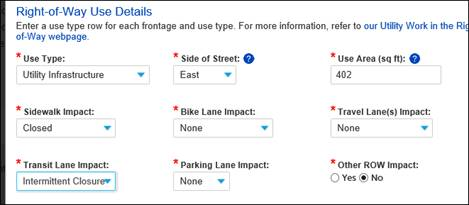 Right-of-Way Use Details
Enter a use type row for each frontage and use type. For more information, refer to our Utility Work in the Rig
of-Way webpage.
* Use Type: * Side of Street: ? * Use Area (sq ft): ?
Utility Infrastructure East 402
* Sidewalk Impact: * Bike Lane Impact: * Travel Lane(s) Impact:
Closed None None
* Transit Lane Impact: * Parking Lane Impact: * Other ROW Impact:
Intermittent Closure None Yes No